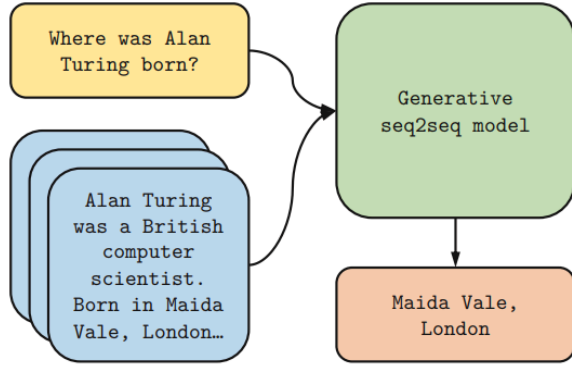 Where was Alan
Turing born?
Generative
seq2seq model
Alan Turing
was a British
computer
scientist.
Born in Maida
Vale, London…
Maida Vale,
London